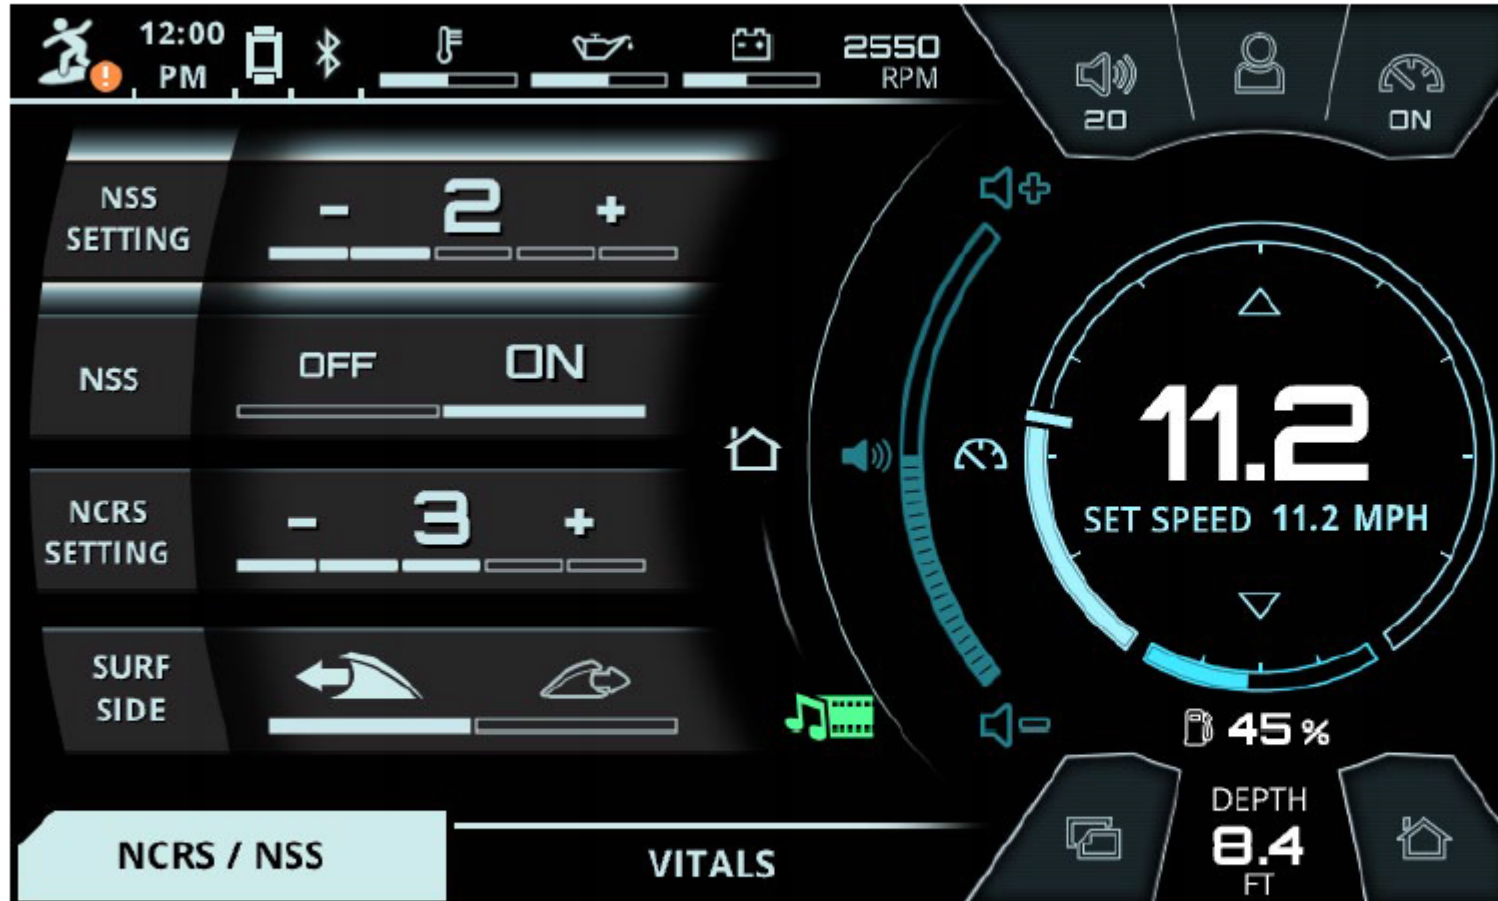 12:00
PM
2550
RPM
20
ON
NSS
SETTING
- 2 +
NSS
OFF ON
NCRS
SETTING
- 3 +
SURF
SIDE
11.2
SET SPEED 11.2 MPH
45 %
DEPTH
8.4
FT
NCRS / NSS
VITALS